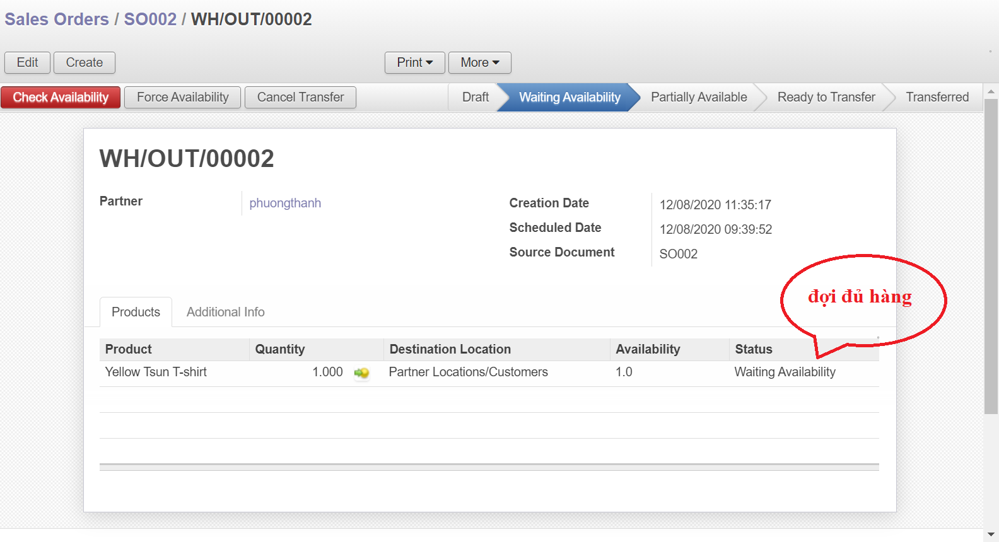 Sales Orders / SO002 / WH/OUT/00002
Edit Create Print More
Check Availability Force Availability Cancel Transfer Draft Waiting Availability Partially Available Ready to Transfer Transferred
WH/OUT/00002
Partner phuongthanh
Creation Date 12/08/2020 11:35:17
Scheduled Date 12/08/2020 09:39:52
Source Document SO002
đợi đủ hàng
Products Additional Info
Product Quantity Destination Location Availability Status
Yellow Tsun T-shirt 1.000 Partner Locations/Customers 1.0 Waiting Availability